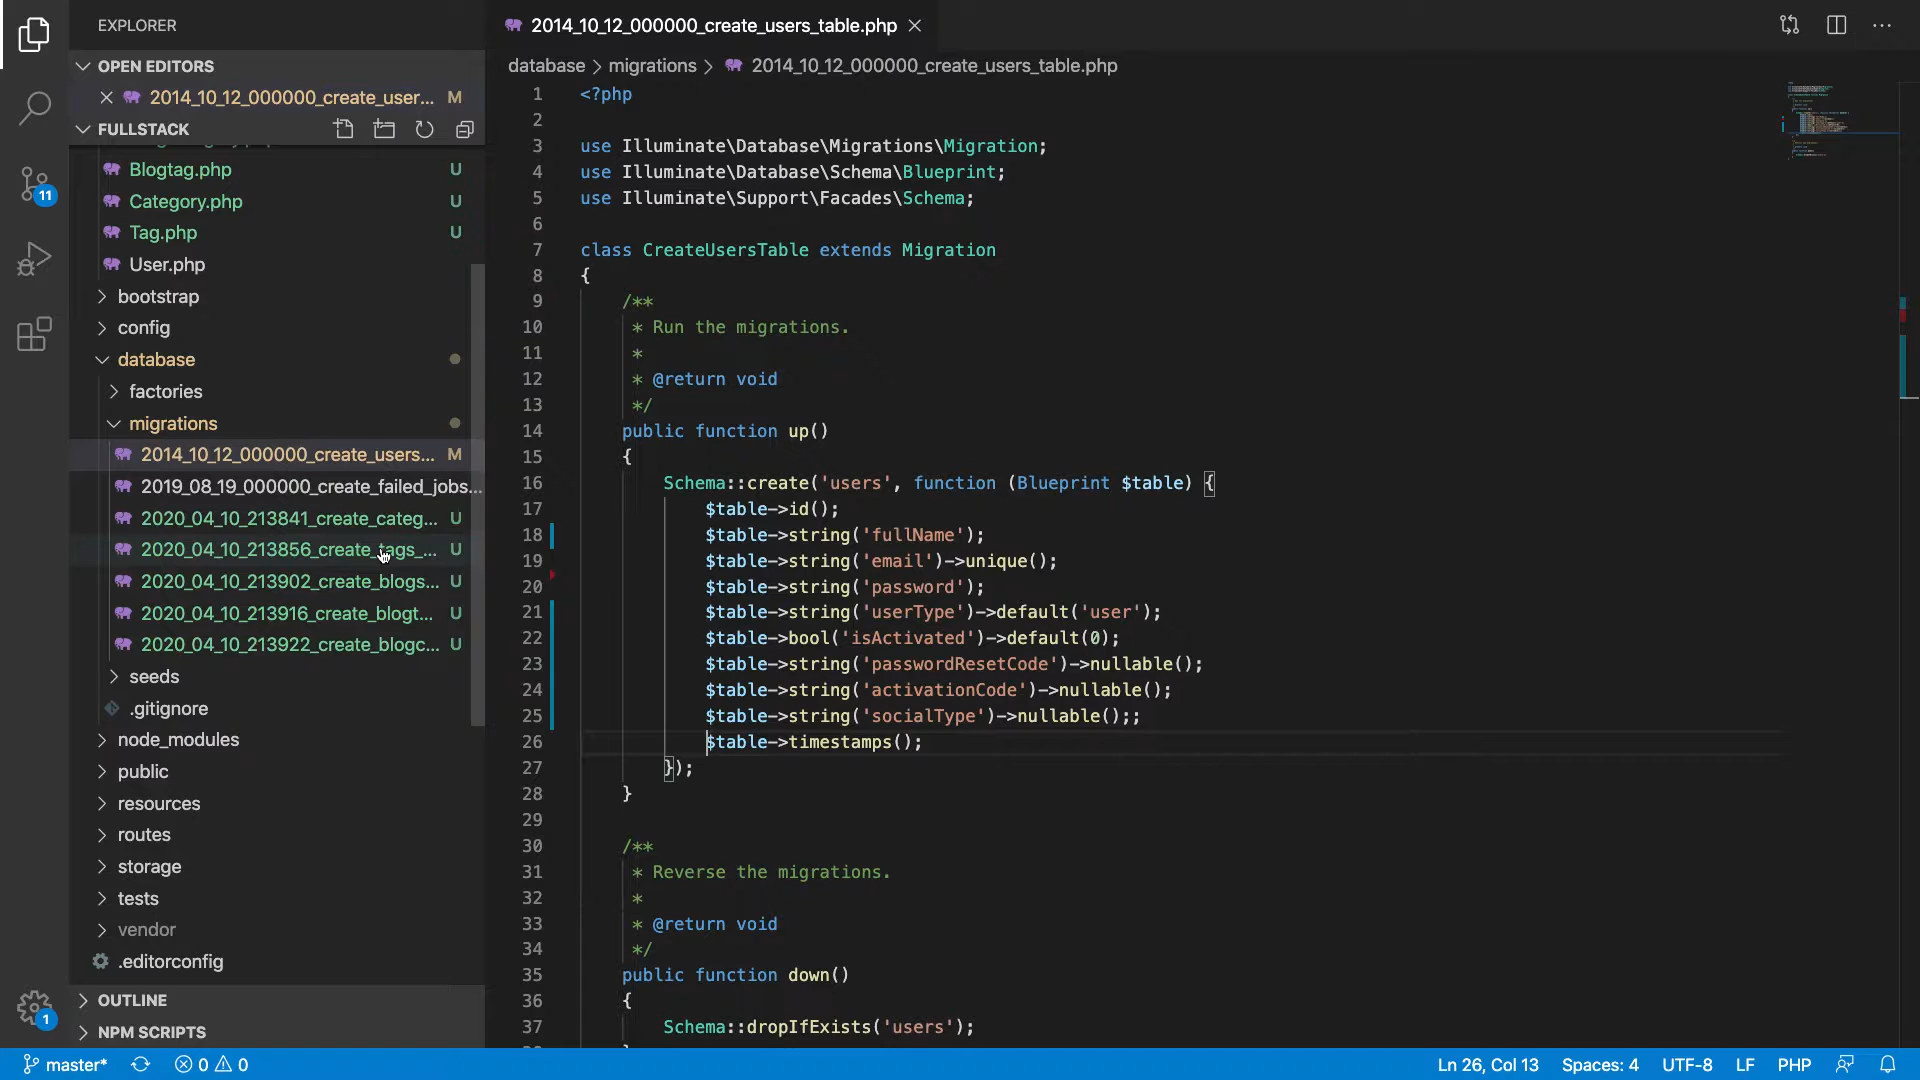 EXPLORER
OPEN EDITORS
2014_10_12_000000_create_user... M
FULLSTACK
Blogtag.php U
Category.php U
Tag.php U
User.php
bootstrap
config
database
factories
migrations
2014_10_12_000000_create_users... M
2019_08_19_000000_create_failed_jobs...
2020_04_10_213841_create_categ... U
2020_04_10_213856_create_tags_... U
2020_04_10_213902_create_blogs... U
2020_04_10_213916_create_blogt... U
2020_04_10_213922_create_blogc... U
seeds
.gitignore
node_modules
public
resources
routes
storage
tests
vendor
.editorconfig
OUTLINE
NPM SCRIPTS
11
1
2014_10_12_000000_create_users_table.php
database > migrations > 2014_10_12_000000_create_users_table.php
1 <?php
2
3 use Illuminate\Database\Migrations\Migration;
4 use Illuminate\Database\Schema\Blueprint;
5 use Illuminate\Support\Facades\Schema;
6
7 class CreateUsersTable extends Migration
8 {
9 /**
10 * Run the migrations.
11 *
12 * @return void
13 */
14 public function up()
15 {
16 Schema::create('users', function (Blueprint $table) {
17 $table->id();
18 $table->string('fullName');
19 $table->string('email')->unique();
20 $table->string('password');
21 $table->string('userType')->default('user');
22 $table->bool('isActivated')->default(0);
23 $table->string('passwordResetCode')->nullable();
24 $table->string('activationCode')->nullable();
25 $table->string('socialType')->nullable();;
26 $table->timestamps();
27 });
28 }
29
30 /**
31 * Reverse the migrations.
32 *
33 * @return void
34 */
35 public function down()
36 {
37 Schema::dropIfExists('users');
master* 0 0 Ln 26, Col 13 Spaces: 4 UTF-8 LF PHP